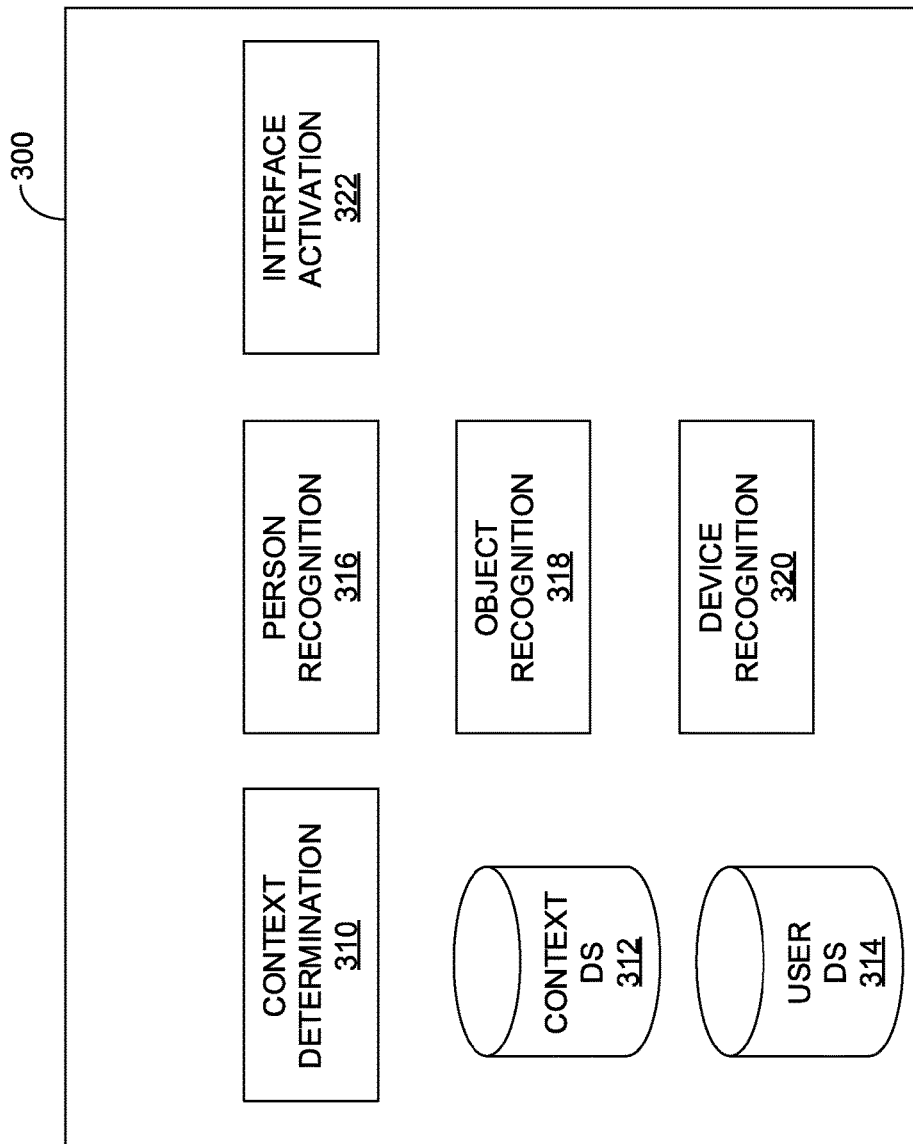 300
CONTEXT
DETERMINATION
310
CONTEXT
DS
312
USER
DS
314
PERSON
RECOGNITION
316
OBJECT
RECOGNITION
318
DEVICE
RECOGNITION
320
INTERFACE
ACTIVATION
322